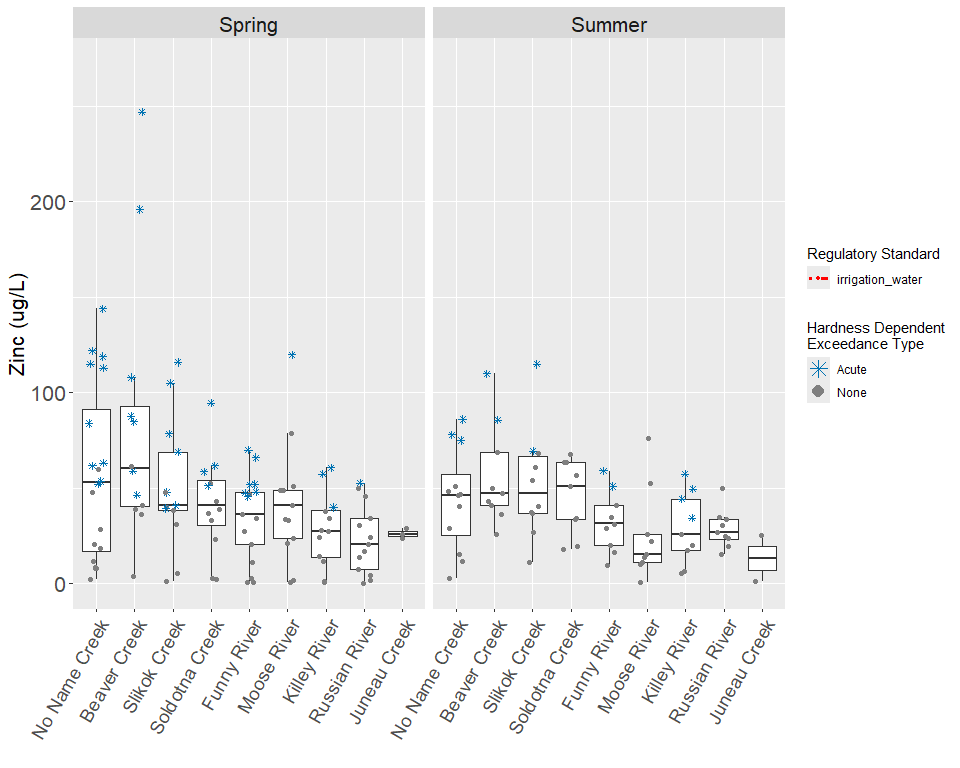 Spring
Summer
Zinc (ug/L)
200
100
0
No Name Creek
Beaver Creek
Slikok Creek
Soldotna Creek
Funny River
Moose River
Killey River
Russian River
Juneau Creek
No Name Creek
Beaver Creek
Slikok Creek
Soldotna Creek
Funny River
Moose River
Killey River
Russian River
Juneau Creek
Regulatory Standard
irrigation_water
Hardness Dependent
Exceedance Type
Acute
None